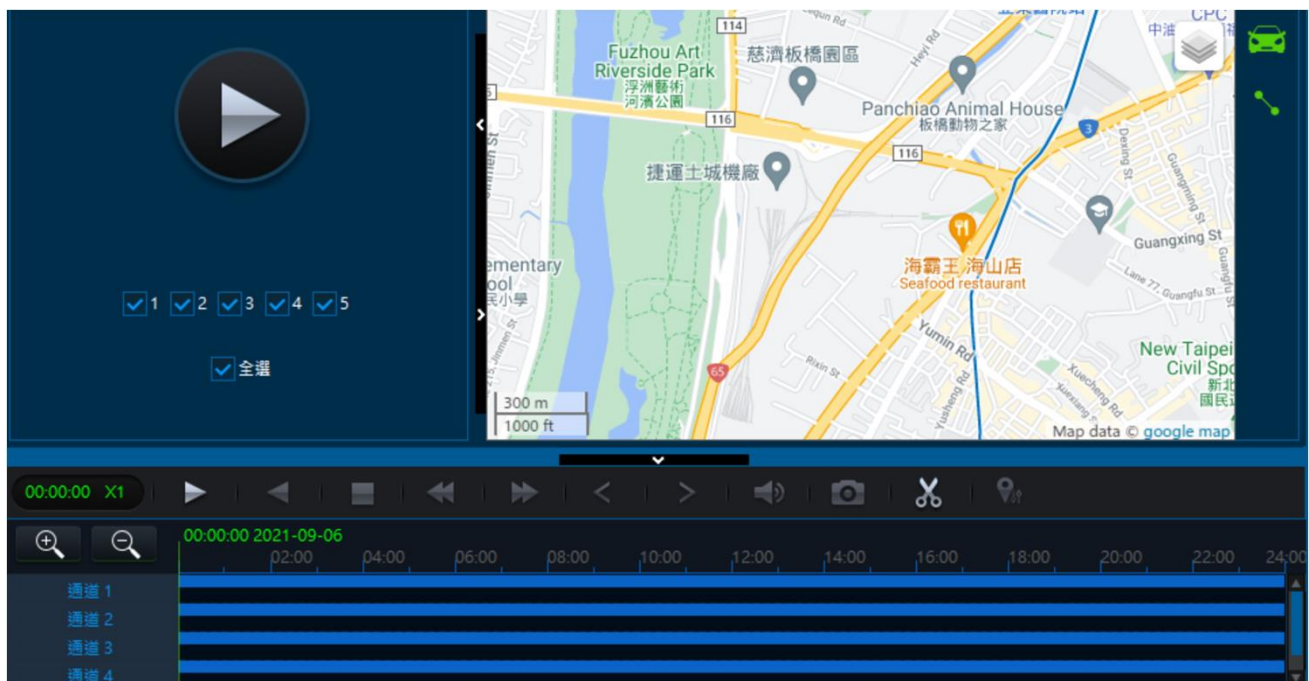 CPC
114
Fuzhou Art
Riverside Park
浮洲藝術
河濱公園
慈濟板橋園區
Heyi Rd
116
Panchiao Animal House
板橋動物之家
3
Dexing St
捷運土城機廠
116
Guangming St
Guangxing St
海霸王 海山店
Seafood restaurant
Lane 77, Guangfu St
ementary
ool
民小學
Jinmen St
Yumin Rd
Rixin St
65
Yusheng Rd
Xuecheng Rd
New Taipei
Civil Spo
新北
國民
300 m
1000 ft
Map data © google map
1 2 3 4 5
全選
00:00:00 X1
00:00:00 2021-09-06
02:00 04:00 06:00 08:00 10:00 12:00 14:00 16:00 18:00 20:00 22:00 24:00
通道 1
通道 2
通道 3
通道 4